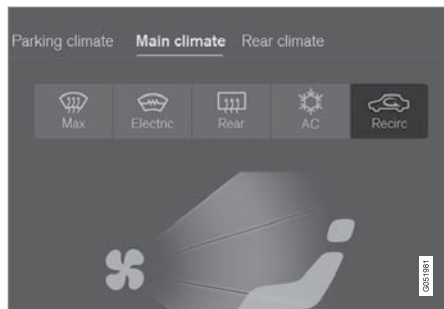 Parking climate Main climate Rear climate
Max Electric Rear AC Recirc
G051981